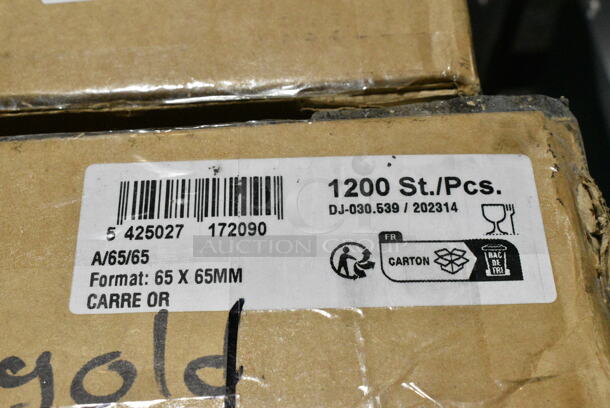 1200 St./Pcs.
DJ-030.539 / 202314
5 425027 172090
A/65/65
Format: 65 X 65MM
CARRE OR
FR
CARTON
BAC
DE
TRI
AUCTION
gold